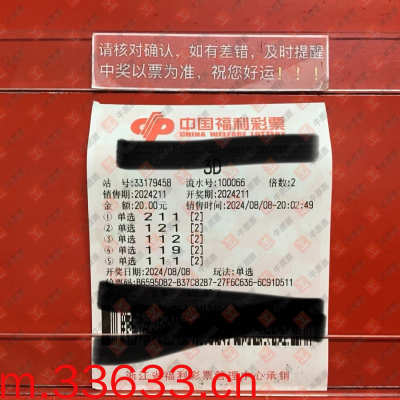 请核对确认，如有差错，及时提醒
中奖以票为准，祝您好运！！！
中国福利彩票
CHINA WELFARE LOTTERY
3D
站 号:33179458 流水号:100066 倍数:2
销售期:2024211 开奖期:2024211
金 额:20.00元 销售时间:2024/08/08-20:02:49
① 单选 2 1 1 [2]
② 单选 1 2 1 [2]
③ 单选 1 1 2 [2]
④ 单选 1 1 9 [2]
⑤ 单选 1 1 1 [2]
开奖日期:2024/08/08 玩法:单选
m.33633.cn